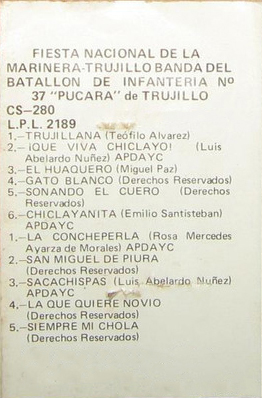 FIESTA NACIONAL DE LA
MARINERA-TRUJILLO BANDA DEL
BATALLON DE INFANTERIA Nº
37 "PUCARA" de TRUJILLO
CS-280
L.P.L. 2189
1.-TRUJILLANA (Teófilo Alvarez)
2.-¡QUE VIVA CHICLAYO! (Luis
Abelardo Nuñez) APDAYC
3.-EL HUAQUERO (Miguel Paz)
4.-GATO BLANCO (Derechos Reservados)
5.-SONANDO EL CUERO (Derechos
Reservados)
6.-CHICLAYANITA (Emilio Santisteban)
APDAYC
1.-LA CONCHEPERLA (Rosa Mercedes
Ayarza de Morales) APDAYC
2.-SAN MIGUEL DE PIURA
(Derechos Reservados)
3.-SACACHISPAS (Luis Abelardo Nuñez)
APDAYC
4.-LA QUE QUIERE NOVIO
(Derechos Reservados)
5.-SIEMPRE MI CHOLA
(Derechos Reservados)